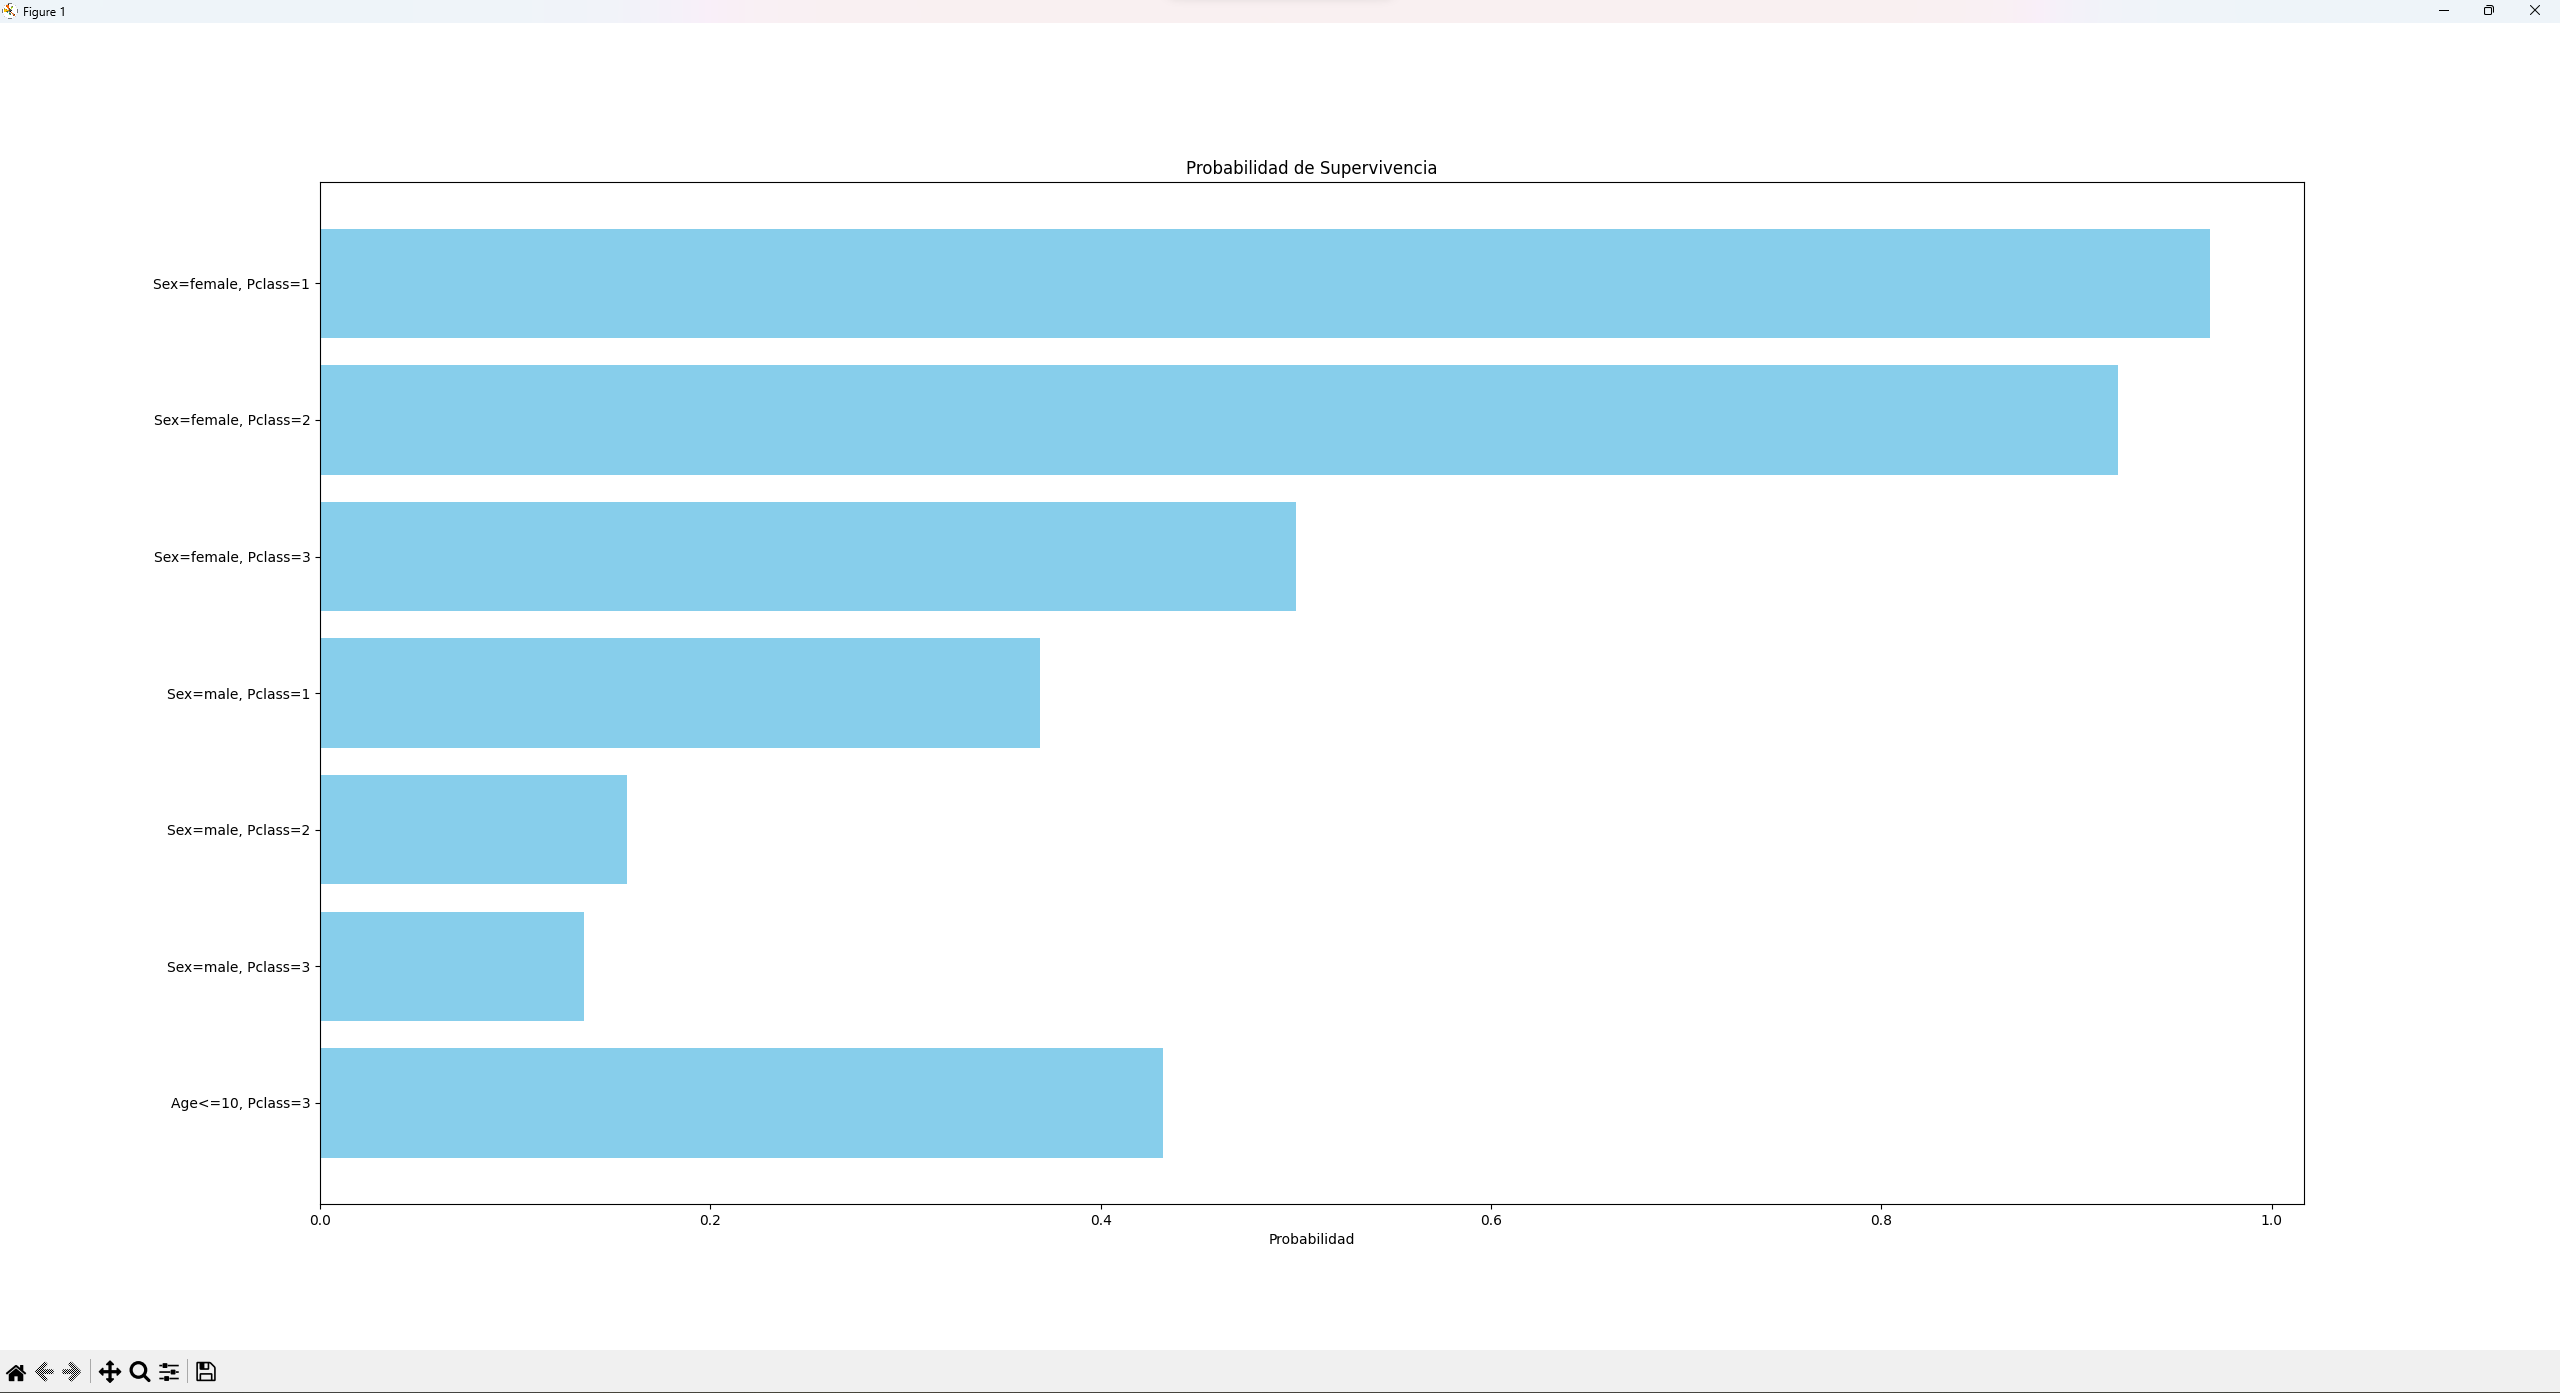 Figure 1
Probabilidad de Supervivencia
Sex=female, Pclass=1
Sex=female, Pclass=2
Sex=female, Pclass=3
Sex=male, Pclass=1
Sex=male, Pclass=2
Sex=male, Pclass=3
Age<=10, Pclass=3
0.0 0.2 0.4 0.6 0.8 1.0
Probabilidad